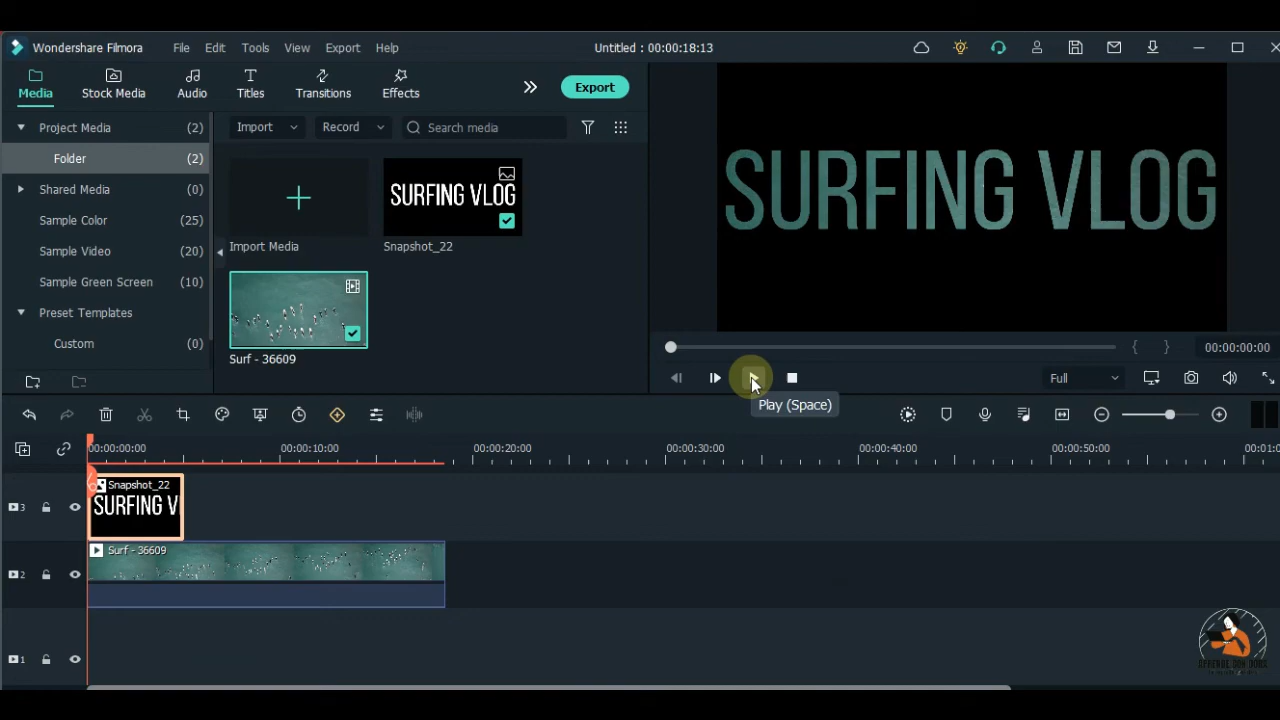 Wondershare Filmora File Edit Tools View Export Help Untitled : 00:00:18:13
Media Stock Media Audio Titles Transitions Effects Export
Project Media (2) Import Record Search media
Folder (2)
Shared Media (0)
Sample Color (25)
Sample Video (20)
Sample Green Screen (10)
Preset Templates
Custom (0)
SURFING VLOG
Import Media Snapshot_22
Surf - 36609
SURFING VLOG
00:00:00:00
Full
Play (Space)
00:00:00:00 00:00:10:00 00:00:20:00 00:00:30:00 00:00:40:00 00:00:50:00 00:01:0
3 Snapshot_22
SURFING V
2 Surf - 36609
1